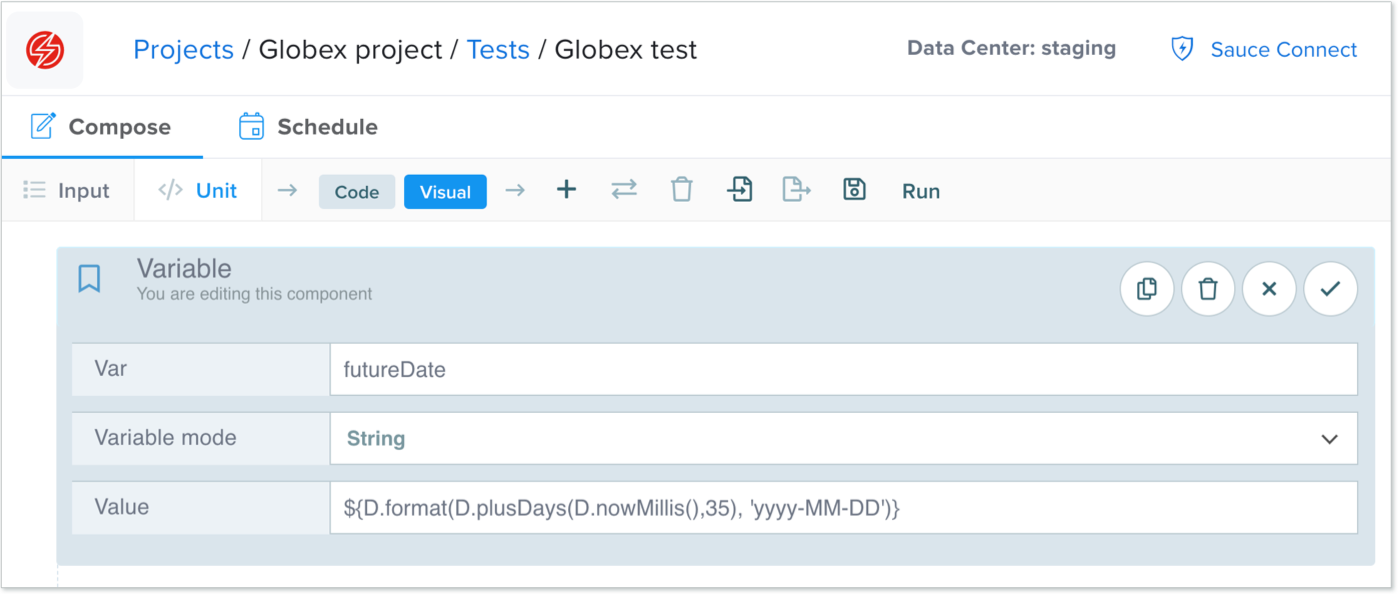 Projects / Globex project / Tests / Globex test
Data Center: staging
Sauce Connect
Compose
Schedule
Input
</> Unit
Code
Visual
Run
Variable
You are editing this component
Var
futureDate
Variable mode
String
Value
${D.format(D.plusDays(D.nowMillis(),35), 'yyyy-MM-DD')}